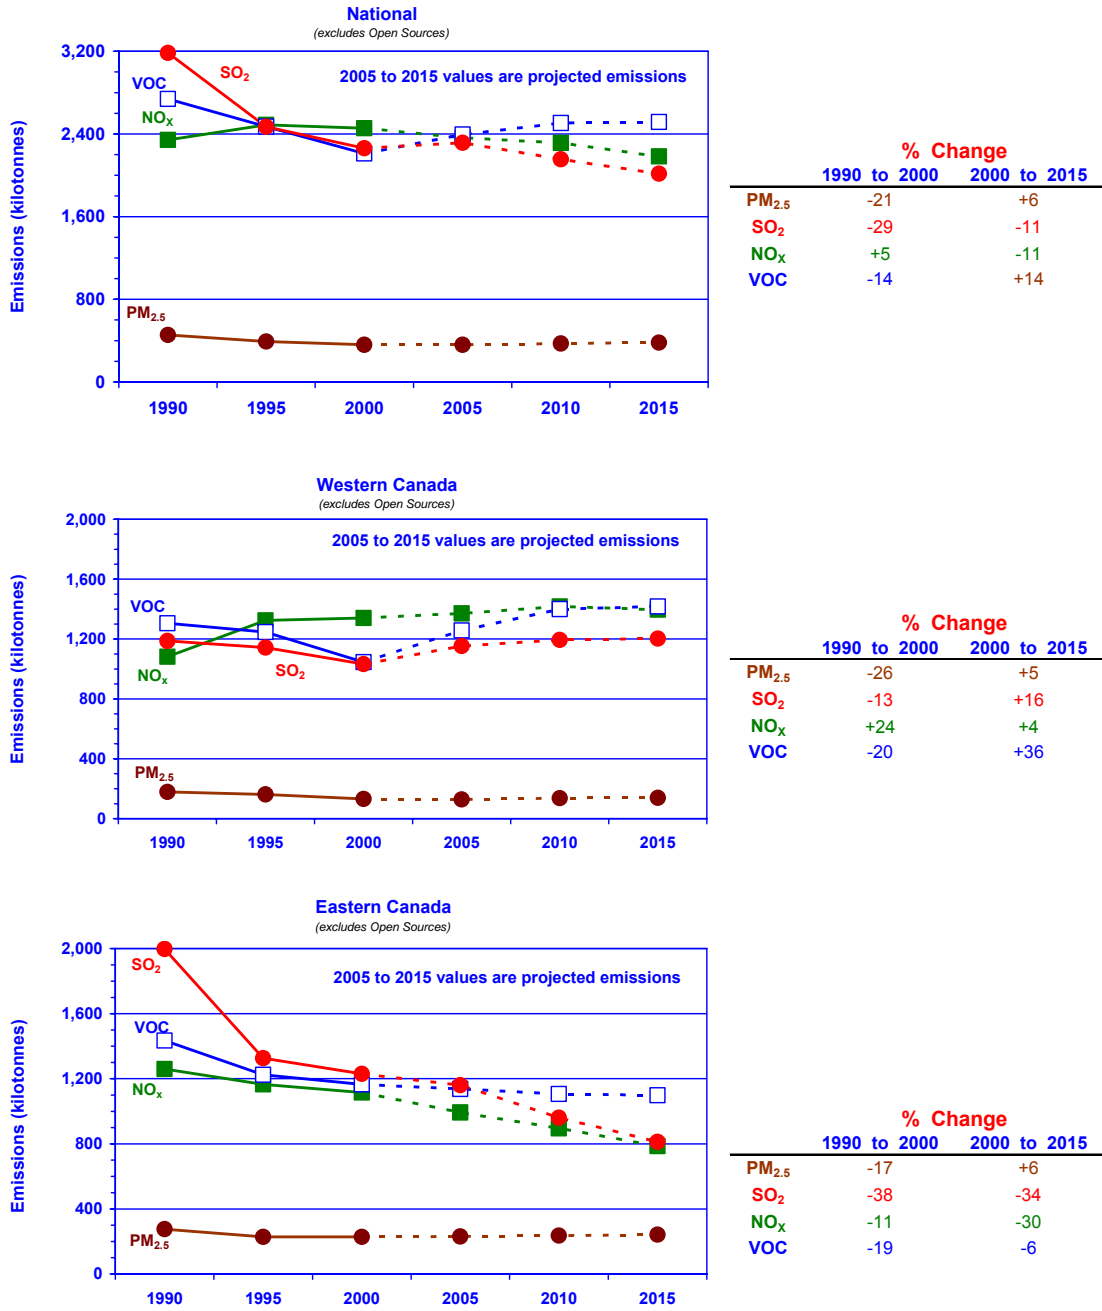 National
(excludes Open Sources)
2005 to 2015 values are projected emissions
Emissions (kilotonnes)
3,200
2,400
1,600
800
0
SO2
VOC
NOX
PM2.5
1990 1995 2000 2005 2010 2015
% Change
1990 to 2000 2000 to 2015
PM2.5 -21 +6
SO2 -29 -11
NOX +5 -11
VOC -14 +14
Western Canada
(excludes Open Sources)
2005 to 2015 values are projected emissions
Emissions (kilotonnes)
2,000
1,600
1,200
800
400
0
VOC
NOx
SO2
PM2.5
1990 1995 2000 2005 2010 2015
% Change
1990 to 2000 2000 to 2015
PM2.5 -26 +5
SO2 -13 +16
NOX +24 +4
VOC -20 +36
Eastern Canada
(excludes Open Sources)
2005 to 2015 values are projected emissions
Emissions (kilotonnes)
2,000
1,600
1,200
800
400
0
SO2
VOC
NOx
PM2.5
1990 1995 2000 2005 2010 2015
% Change
1990 to 2000 2000 to 2015
PM2.5 -17 +6
SO2 -38 -34
NOX -11 -30
VOC -19 -6